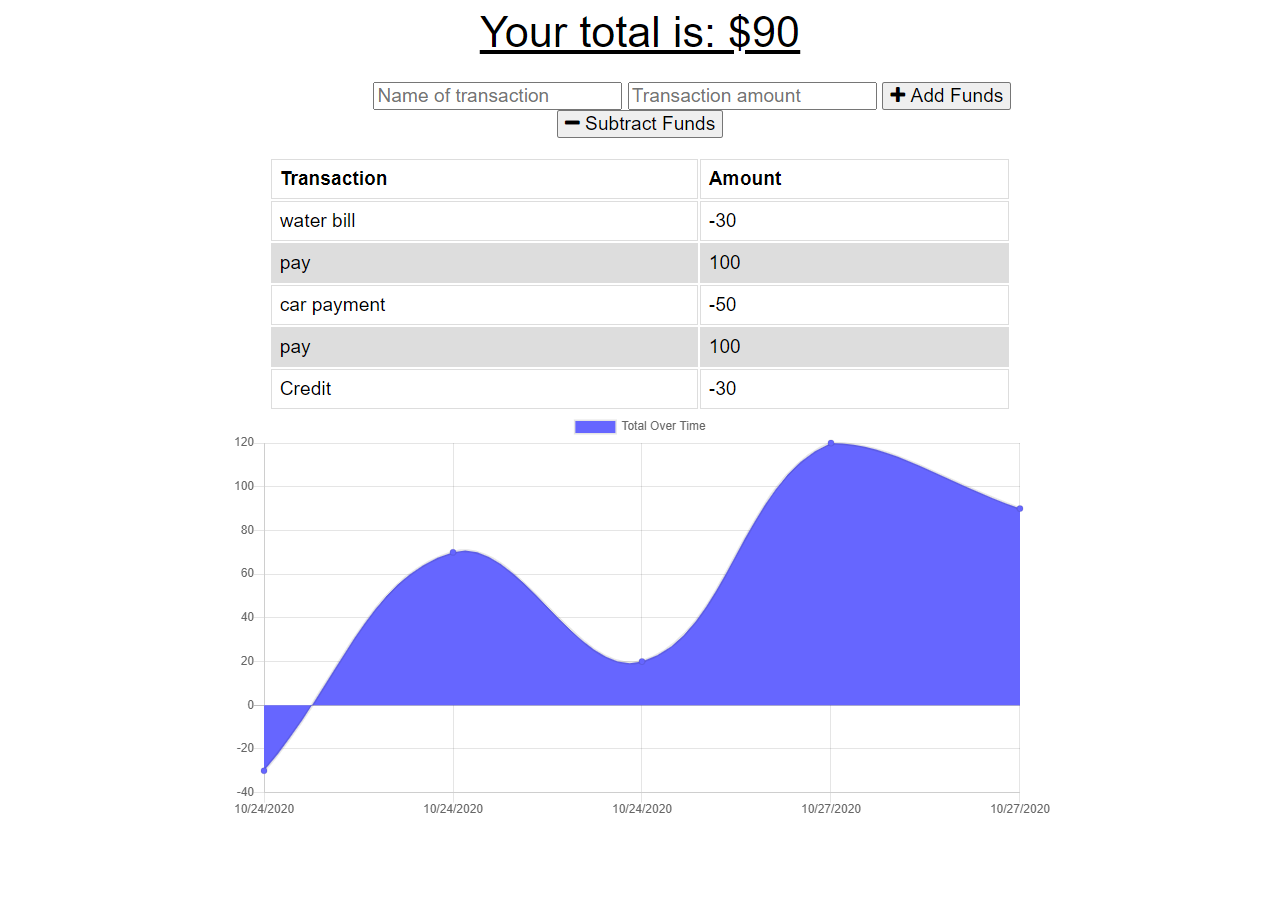 Your total is: $90
Name of transaction Transaction amount Add Funds
Subtract Funds
Transaction Amount
water bill -30
pay 100
car payment -50
pay 100
Credit -30
Total Over Time
120
100
80
60
40
20
0
-20
-40
10/24/2020 10/24/2020 10/24/2020 10/27/2020 10/27/2020